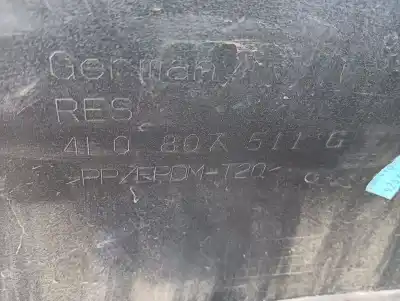 Germany
RES
4L0 807 511 G
>PP/EPDM-T20<